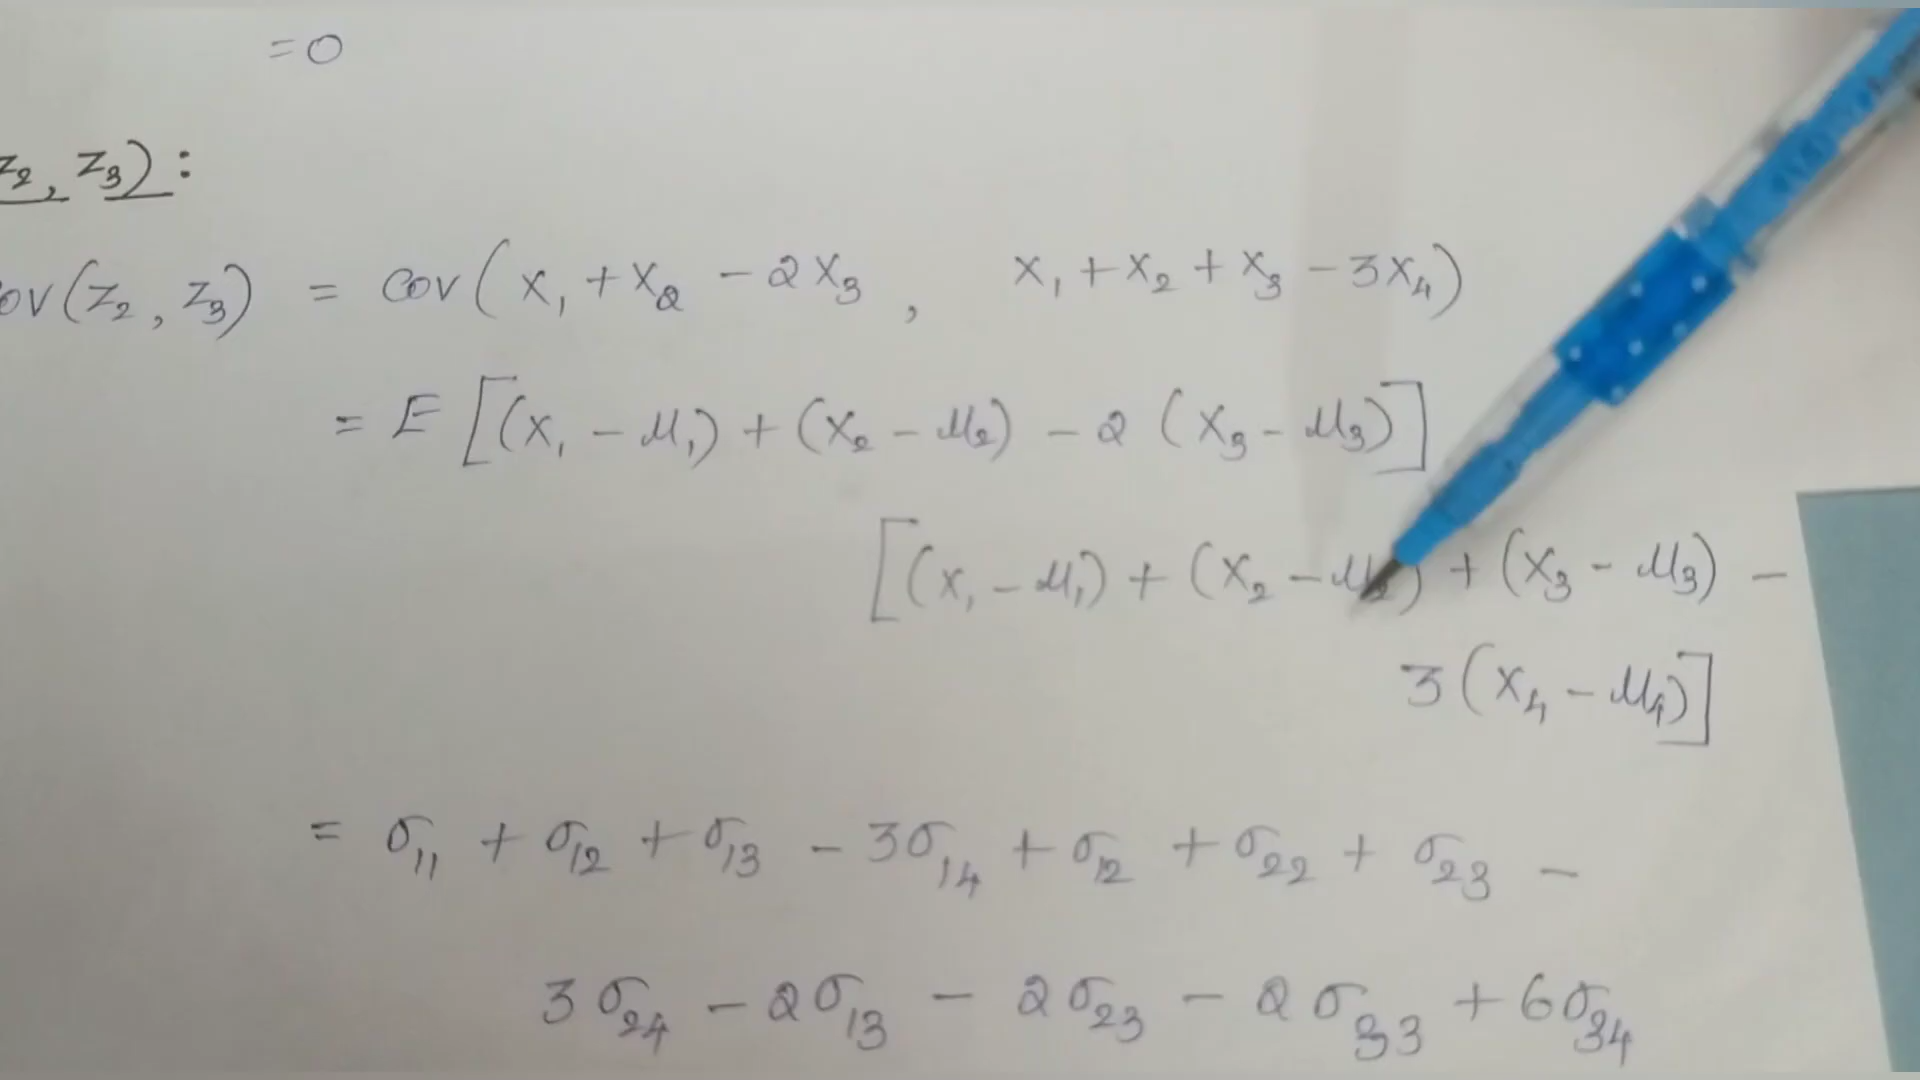 =0
Z₂, Z₃) :
ov(Z₂, Z₃) = Cov(X₁ + X₂ - 2X₃ , X₁ + X₂ + X₃ - 3X₄)
= E [(X₁ - μ₁) + (X₂ - μ₂) - 2 (X₃ - μ₃)]
[(X₁ - μ₁) + (X₂ - μ₂) + (X₃ - μ₃) -
3 (X₄ - μ₄)]
= σ₁₁ + σ₁₂ + σ₁₃ - 3σ₁₄ + σ₁₂ + σ₂₂ + σ₂₃ -
3σ₂₄ - 2σ₁₃ - 2σ₂₃ - 2σ₃₃ + 6σ₃₄